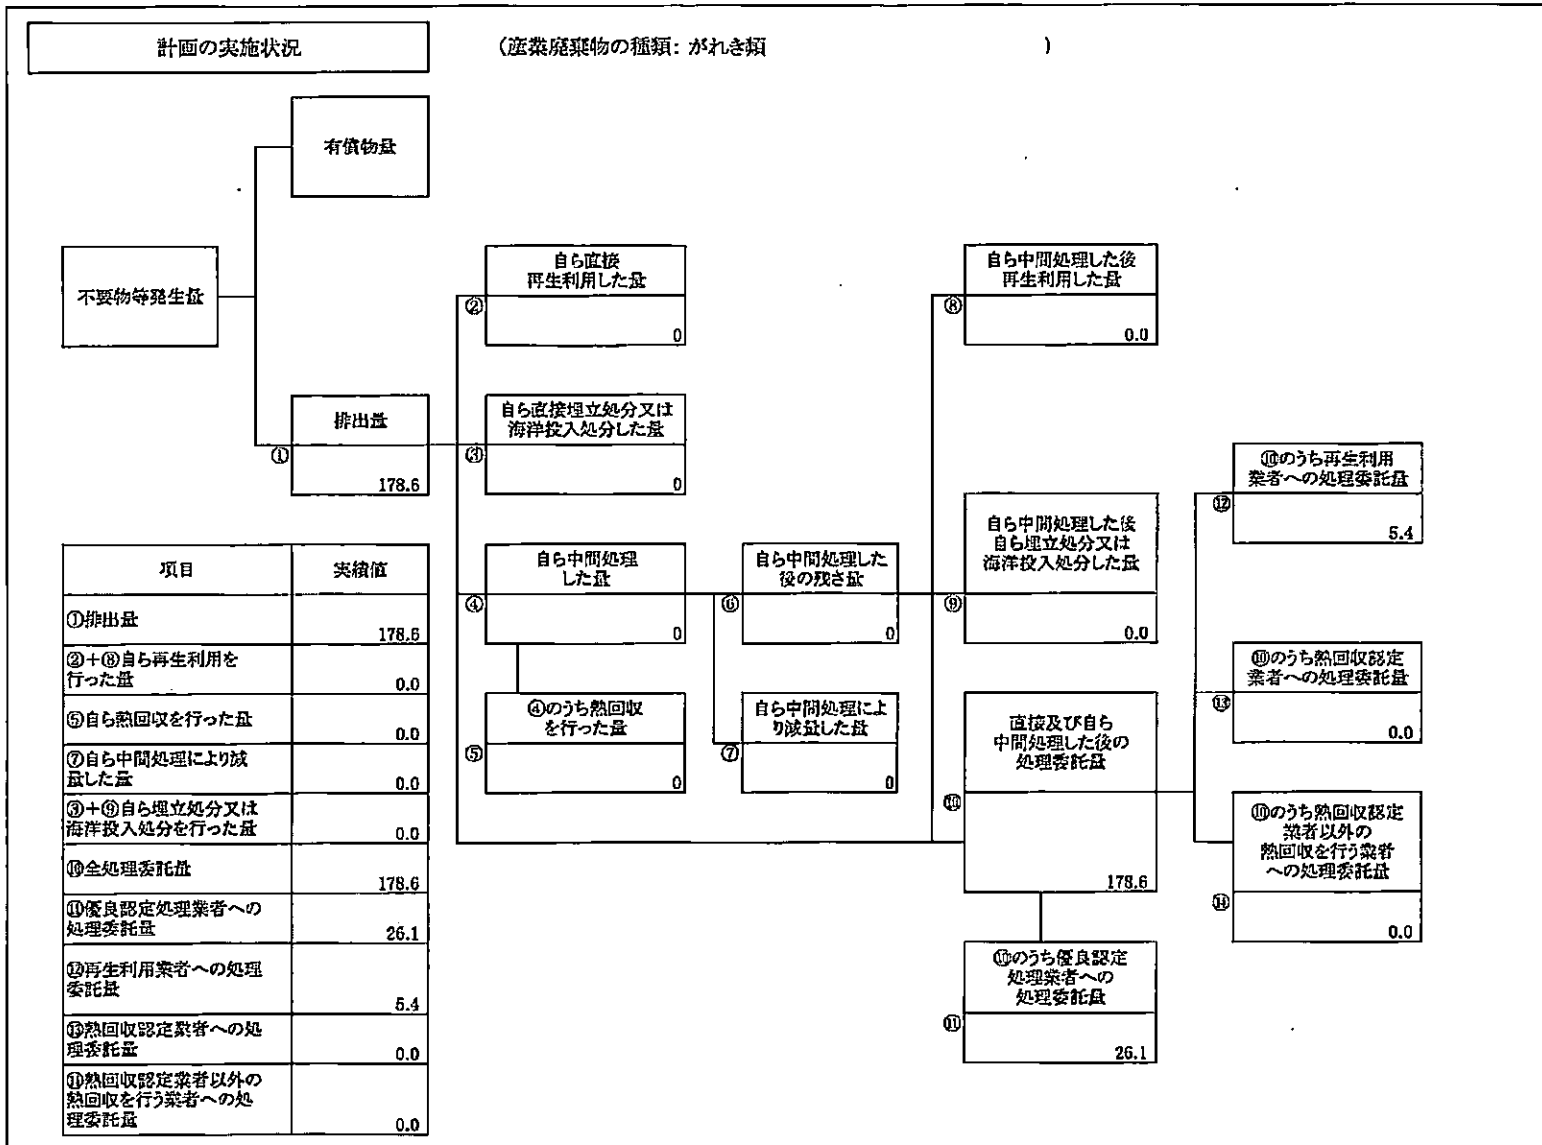 計画の実施状況
(産業廃棄物の種類: がれき類 )
有償物量
不要物等発生量
自ら直接
再生利用した量
②
0
自ら中間処理した後
再生利用した量
⑧
0.0
排出量
①
178.6
自ら直接埋立処分又は
海洋投入処分した量
③
0
⑩のうち再生利用
業者への処理委託量
⑫
5.4
自ら中間処理
した量
④
0
自ら中間処理した
後の残さ量
⑥
0
自ら中間処理した後
自ら埋立処分又は
海洋投入処分した量
⑨
0.0
⑩のうち熱回収認定
業者への処理委託量
⑬
0.0
④のうち熱回収
を行った量
⑤
0
自ら中間処理によ
り減量した量
⑦
0
直接及び自ら
中間処理した後の
処理委託量
⑩
178.6
⑩のうち熱回収認定
業者以外の
熱回収を行う業者
への処理委託量
⑭
0.0
⑩のうち優良認定
処理業者への
処理委託量
⑪
26.1
項目 実績値
①排出量
178.6
②+⑧自ら再生利用を
行った量
0.0
⑤自ら熱回収を行った量
0.0
⑦自ら中間処理により減
量した量
0.0
③+⑨自ら埋立処分又は
海洋投入処分を行った量
0.0
⑩全処理委託量
178.6
⑪優良認定処理業者への
処理委託量
26.1
⑫再生利用業者への処理
委託量
5.4
⑬熱回収認定業者への処
理委託量
0.0
⑭熱回収認定業者以外の
熱回収を行う業者への処
理委託量
0.0